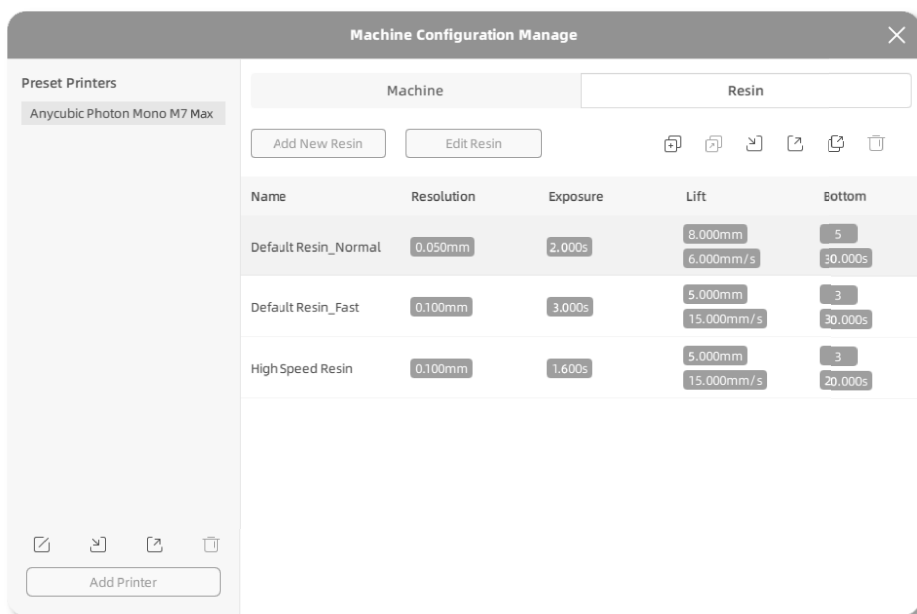 Machine Configuration Manage
Preset Printers
Anycubic Photon Mono M7 Max
Machine
Resin
Add New Resin
Edit Resin
Name Resolution Exposure Lift Bottom
Default Resin_Normal 0.050mm 2.000s 8.000mm 5
6.000mm/s 30.000s
Default Resin_Fast 0.100mm 3.000s 5.000mm 3
15.000mm/s 30.000s
High Speed Resin 0.100mm 1.600s 5.000mm 3
15.000mm/s 20.000s
Add Printer